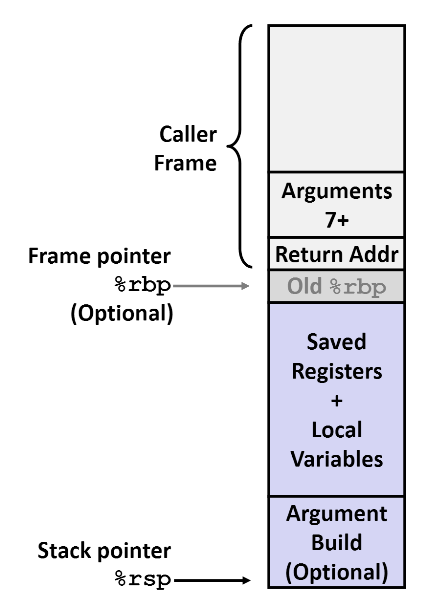 Caller
Frame
Arguments
7+
Return Addr
Frame pointer
%rbp
(Optional)
Old %rbp
Saved
Registers
+
Local
Variables
Argument
Build
(Optional)
Stack pointer
%rsp